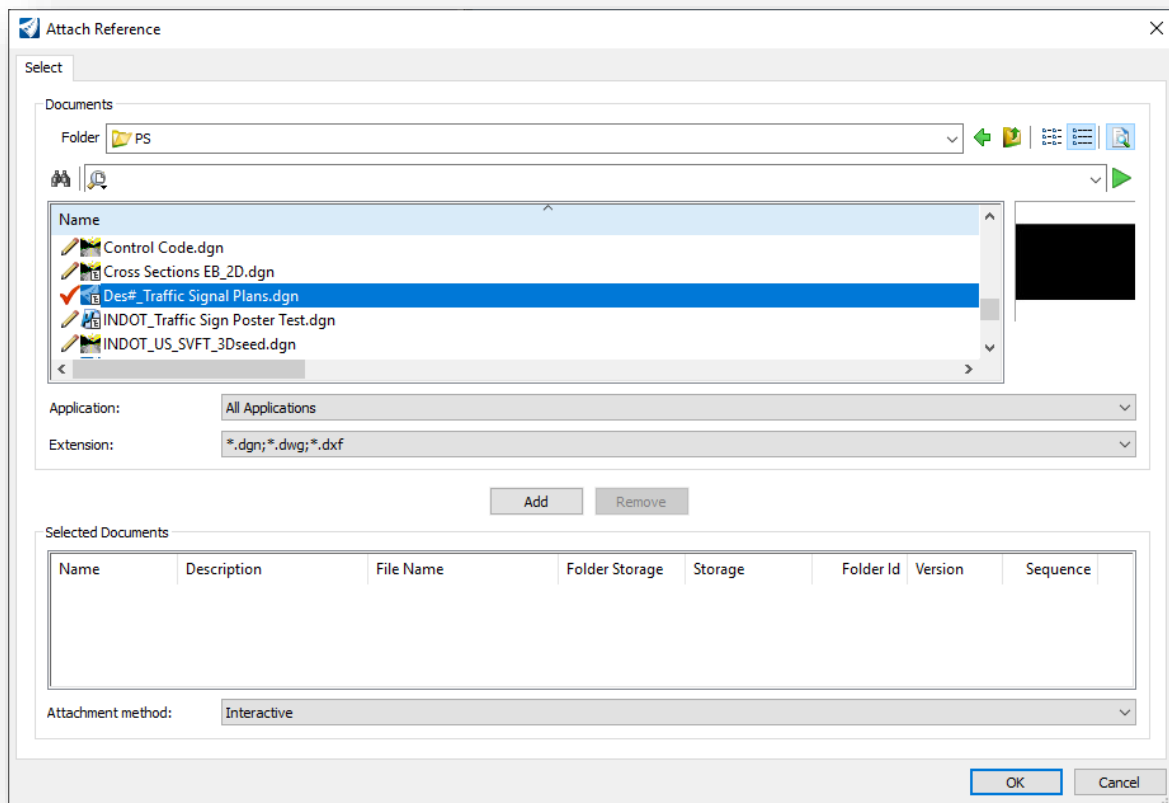 Attach Reference
Select
Documents
Folder PS
Name
Control Code.dgn
Cross Sections EB_2D.dgn
Des#_Traffic Signal Plans.dgn
INDOT_Traffic Sign Poster Test.dgn
INDOT_US_SVFT_3Dseed.dgn
Application: All Applications
Extension: *.dgn;*.dwg;*.dxf
Add Remove
Selected Documents
Name Description File Name Folder Storage Storage Folder Id Version Sequence
Attachment method: Interactive
OK Cancel